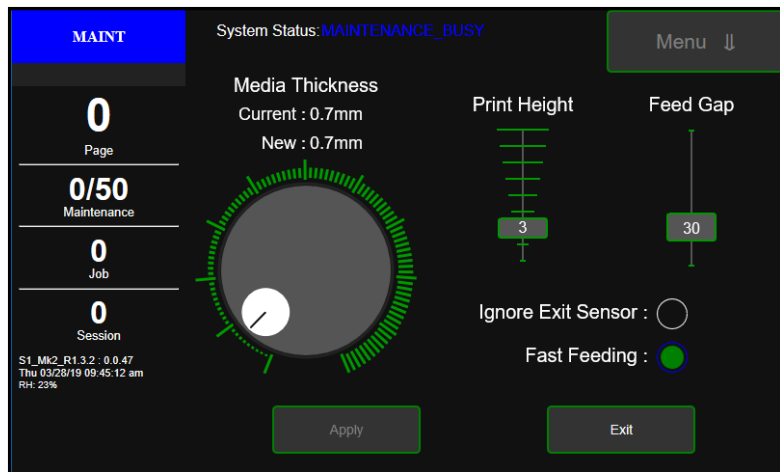 MAINT
System Status:MAINTENANCE_BUSY
Menu ⇓
0
Page
0/50
Maintenance
0
Job
0
Session
S1_Mk2_R1.3.2 : 0.0.47
Thu 03/28/19 09:45:12 am
RH: 23%
Media Thickness
Current : 0.7mm
New : 0.7mm
Print Height
3
Feed Gap
30
Ignore Exit Sensor :
Fast Feeding :
Apply
Exit